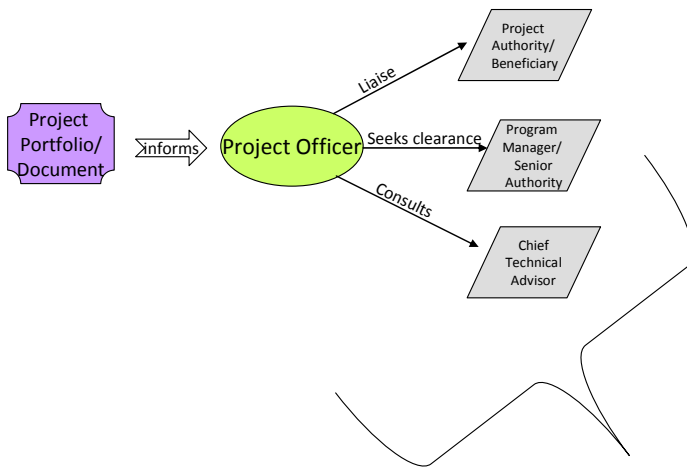 Project
Portfolio/
Document
informs
Project Officer
Liaise
Seeks clearance
Consults
Project
Authority/
Beneficiary
Program
Manager/
Senior
Authority
Chief
Technical
Advisor